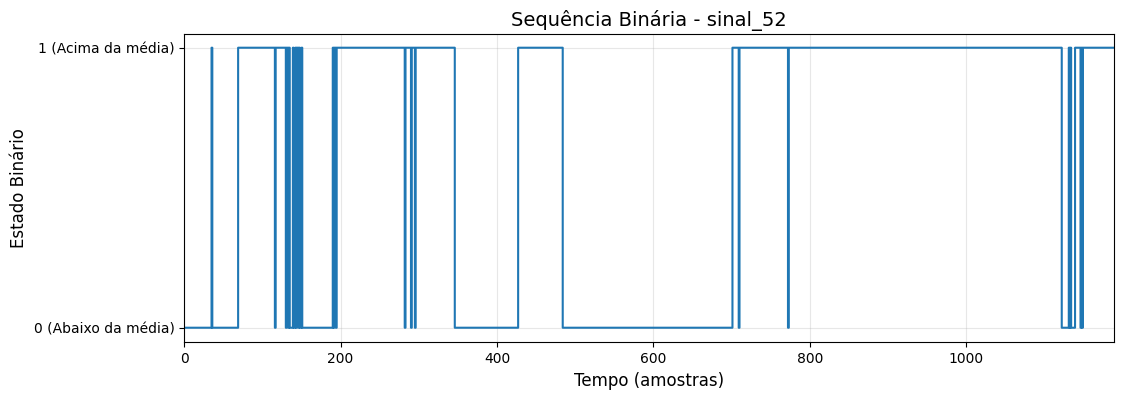 Sequência Binária - sinal_52
Estado Binário
1 (Acima da média)
0 (Abaixo da média)
0 200 400 600 800 1000
Tempo (amostras)